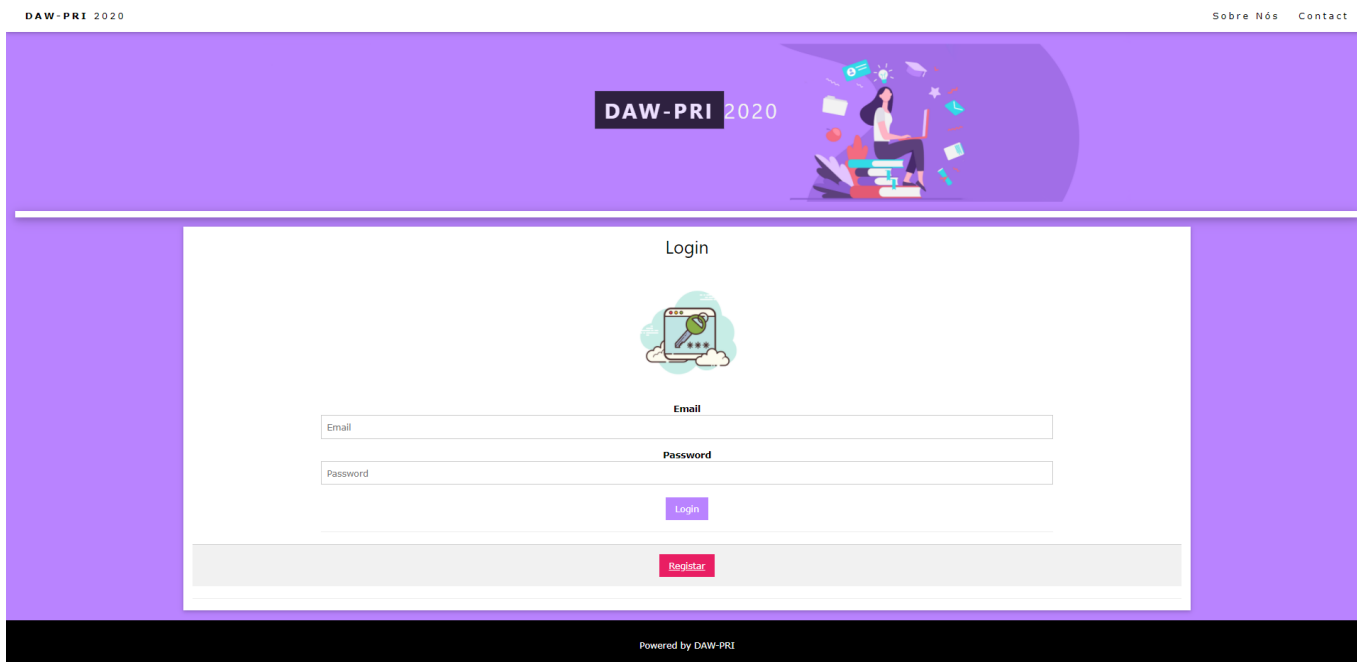 DAW-PRI 2020
Sobre Nós Contact
DAW-PRI 2020
Login
Email
Email
Password
Password
Login
Registar
Powered by DAW-PRI